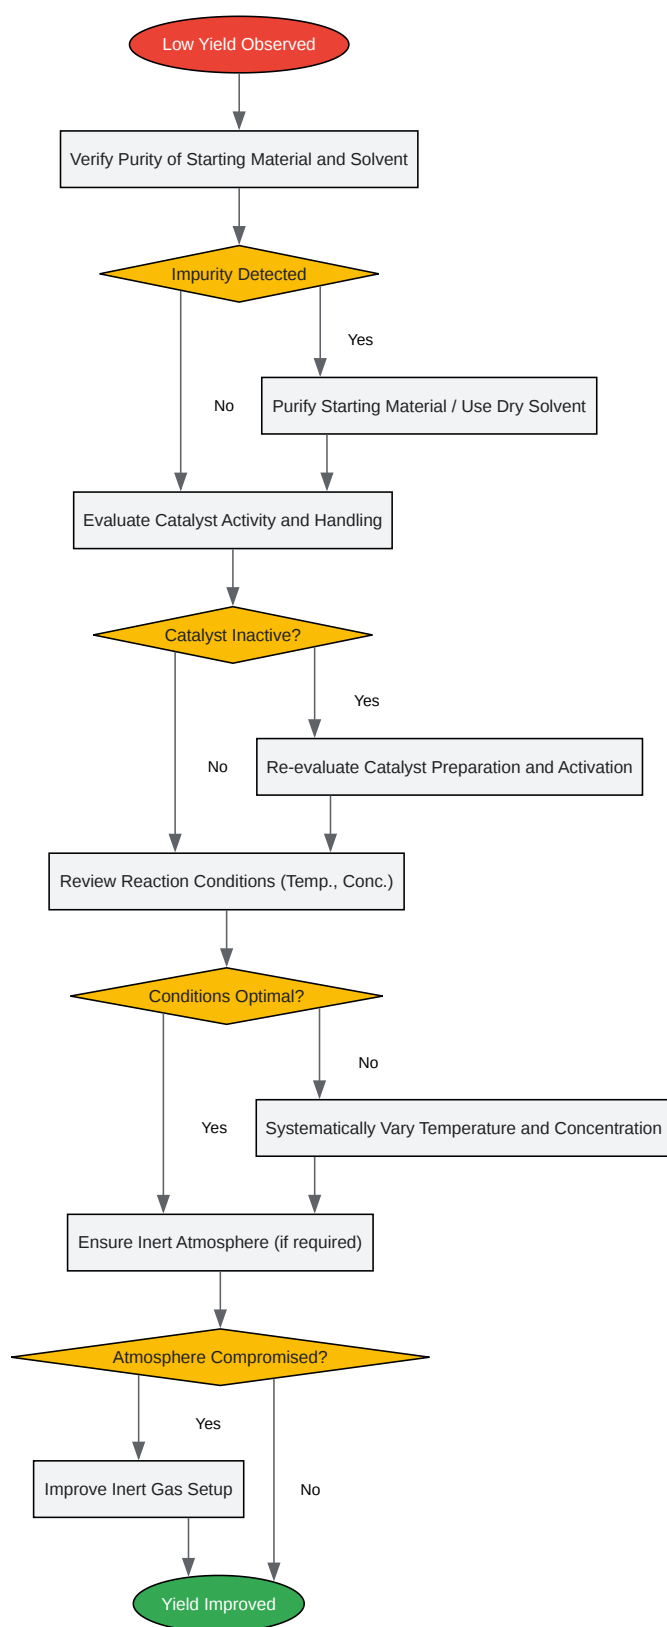 Low Yield Observed
Verify Purity of Starting Material and Solvent
Impurity Detected
Yes
No
Purify Starting Material / Use Dry Solvent
Evaluate Catalyst Activity and Handling
Catalyst Inactive?
Yes
No
Re-evaluate Catalyst Preparation and Activation
Review Reaction Conditions (Temp., Conc.)
Conditions Optimal?
No
Yes
Systematically Vary Temperature and Concentration
Ensure Inert Atmosphere (if required)
Atmosphere Compromised?
Yes
Improve Inert Gas Setup
No
Yield Improved